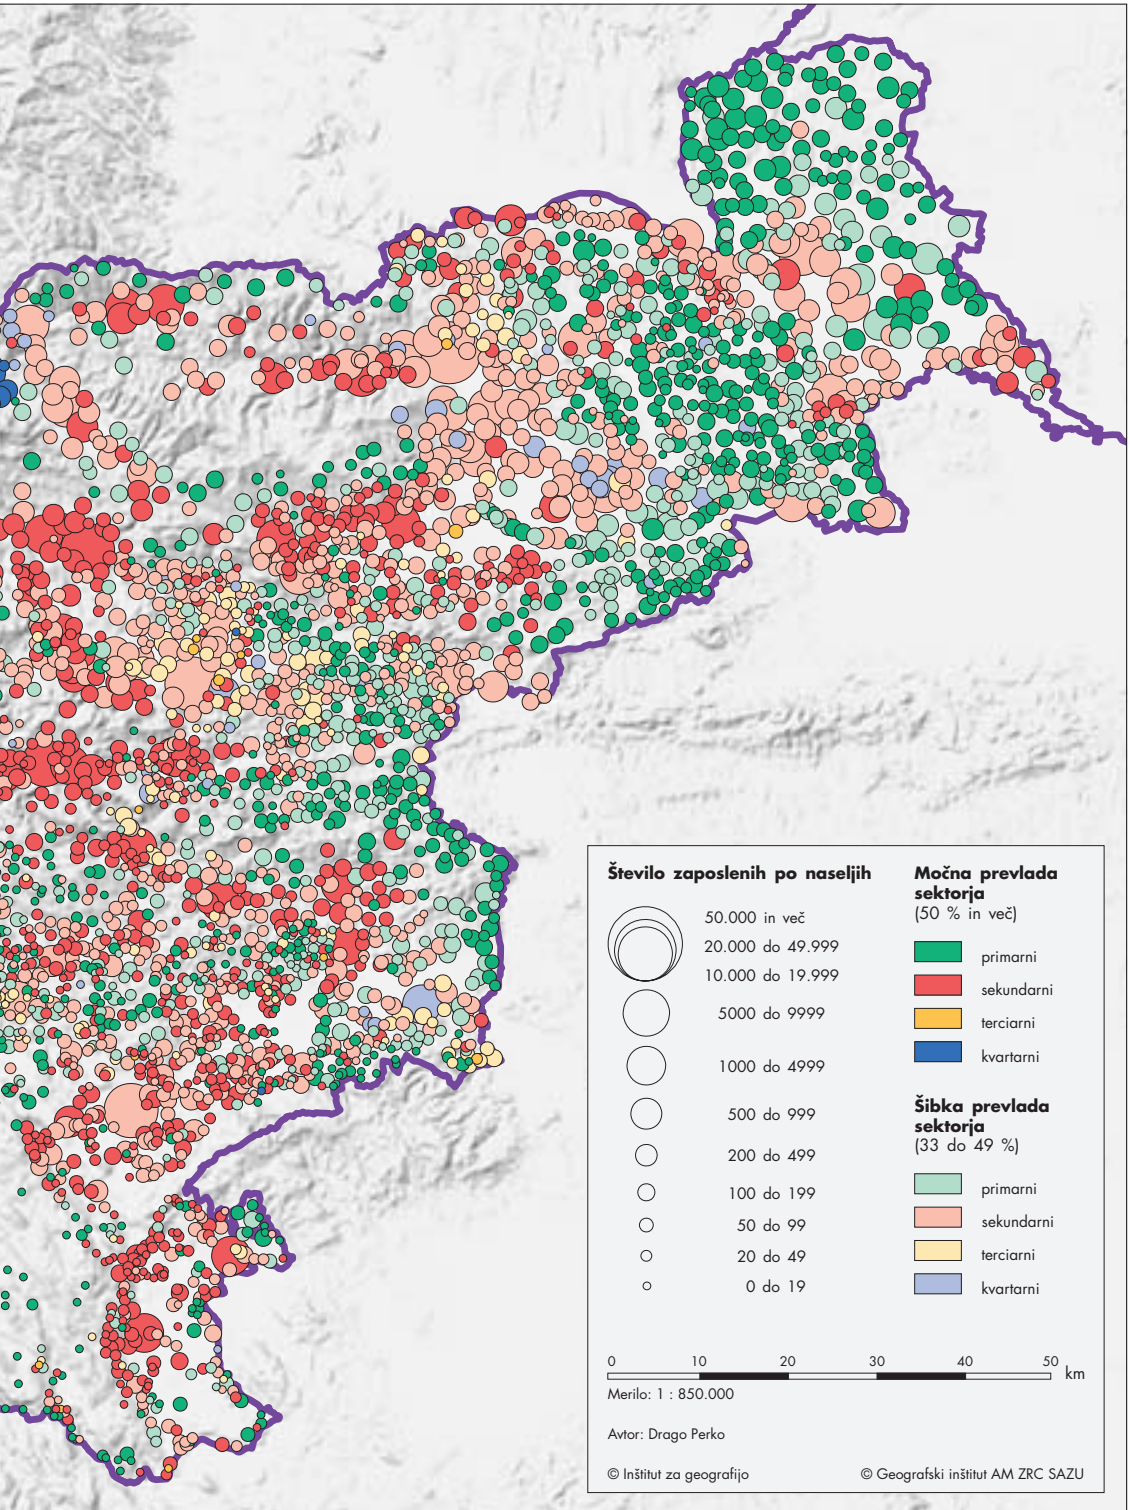 Število zaposlenih po naseljih
50.000 in več
20.000 do 49.999
10.000 do 19.999
5000 do 9999
1000 do 4999
500 do 999
200 do 499
100 do 199
50 do 99
20 do 49
0 do 19
Močna prevlada
sektorja
(50 % in več)
primarni
sekundarni
terciarni
kvartarni
Šibka prevlada
sektorja
(33 do 49 %)
primarni
sekundarni
terciarni
kvartarni
0 10 20 30 40 50 km
Merilo: 1 : 850.000
Avtor: Drago Perko
© Inštitut za geografijo
© Geografski inštitut AM ZRC SAZU